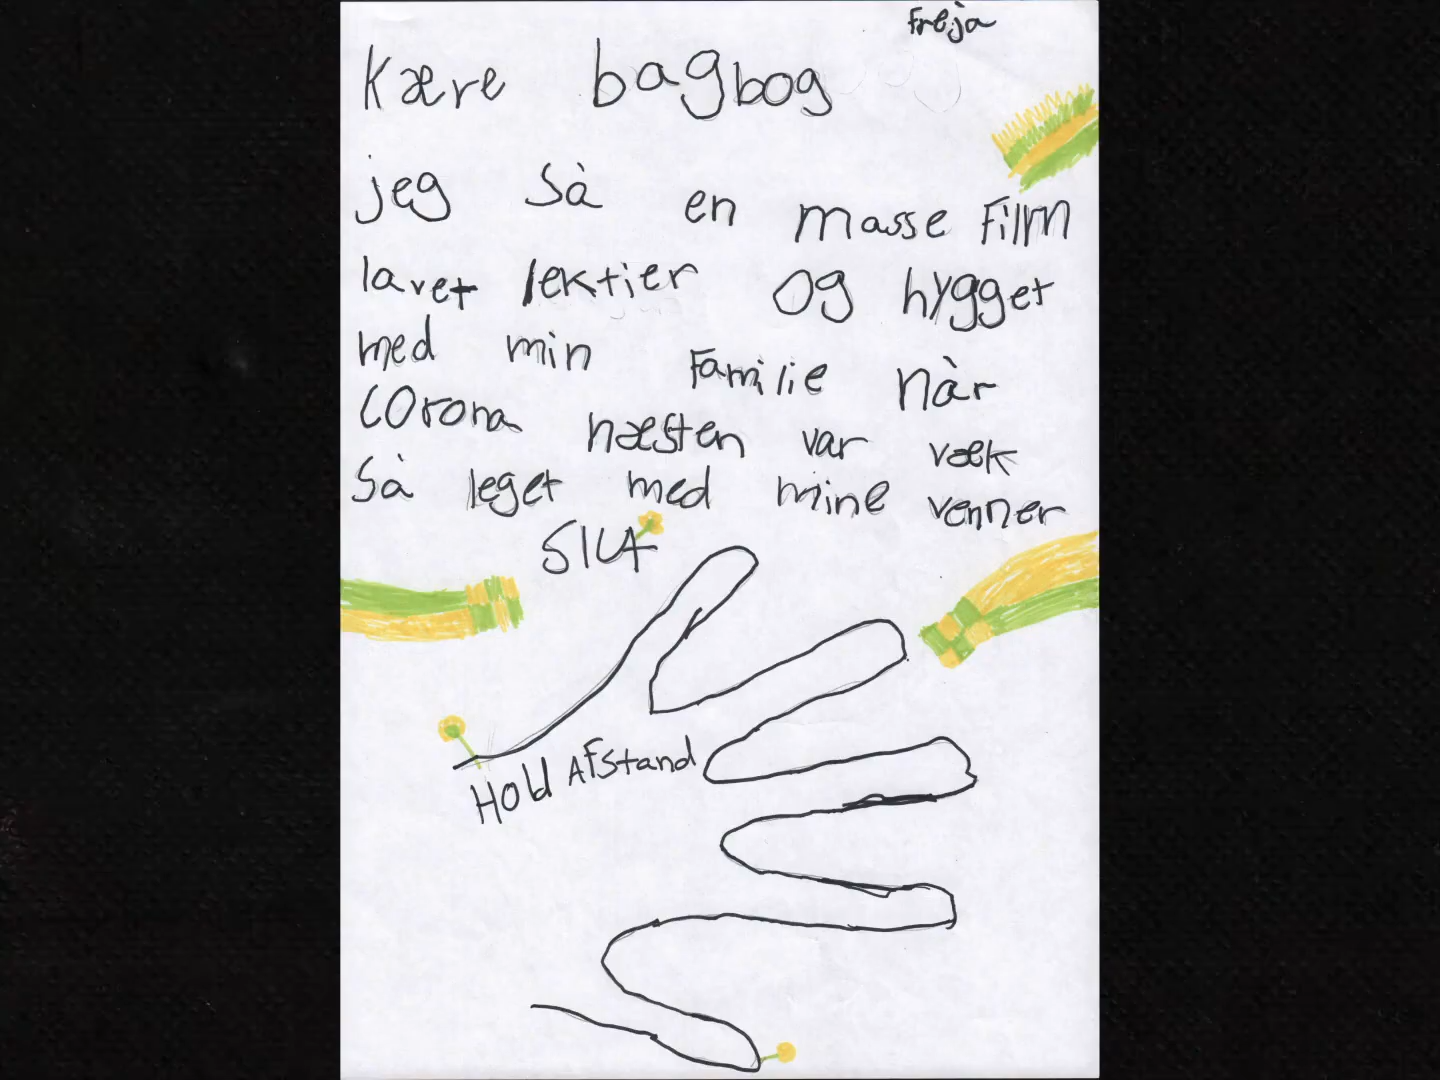 Freja
Kære bagbog
jeg så en masse Film
lavet lektier og hygget
med min Familie når
corona næsten var væk
så leget med mine venner
Slut
Hold Afstand